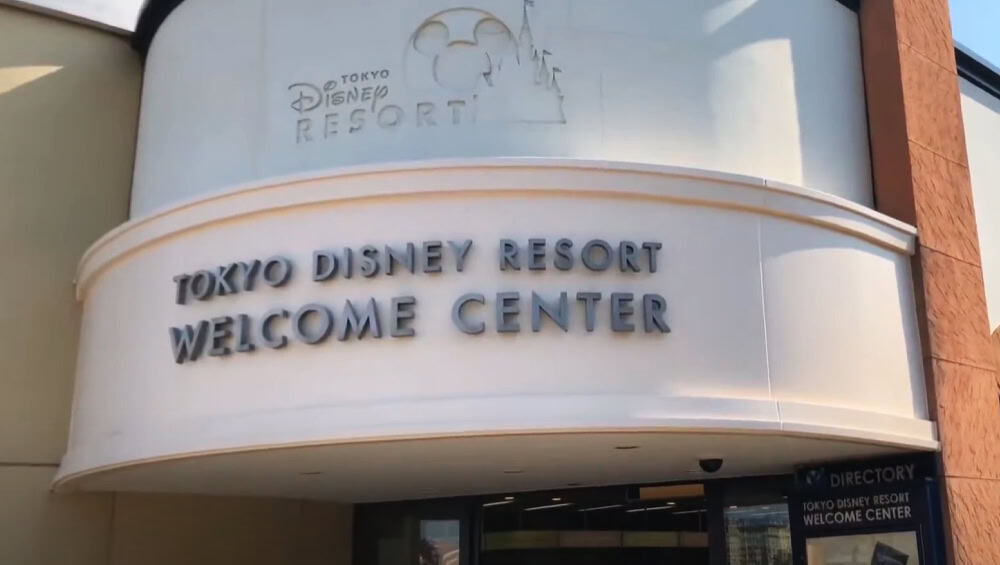 TOKYO
DISNEY
RESORT
TOKYO DISNEY RESORT
WELCOME CENTER
DIRECTORY
TOKYO DISNEY RESORT
WELCOME CENTER